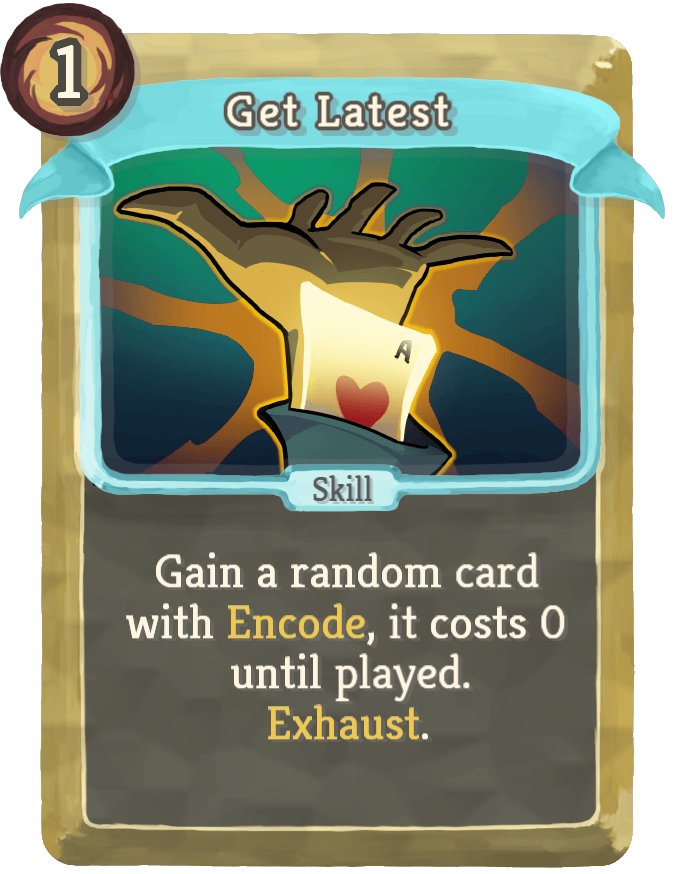 1
Get Latest
A
Skill
Gain a random card
with Encode, it costs 0
until played.
Exhaust.